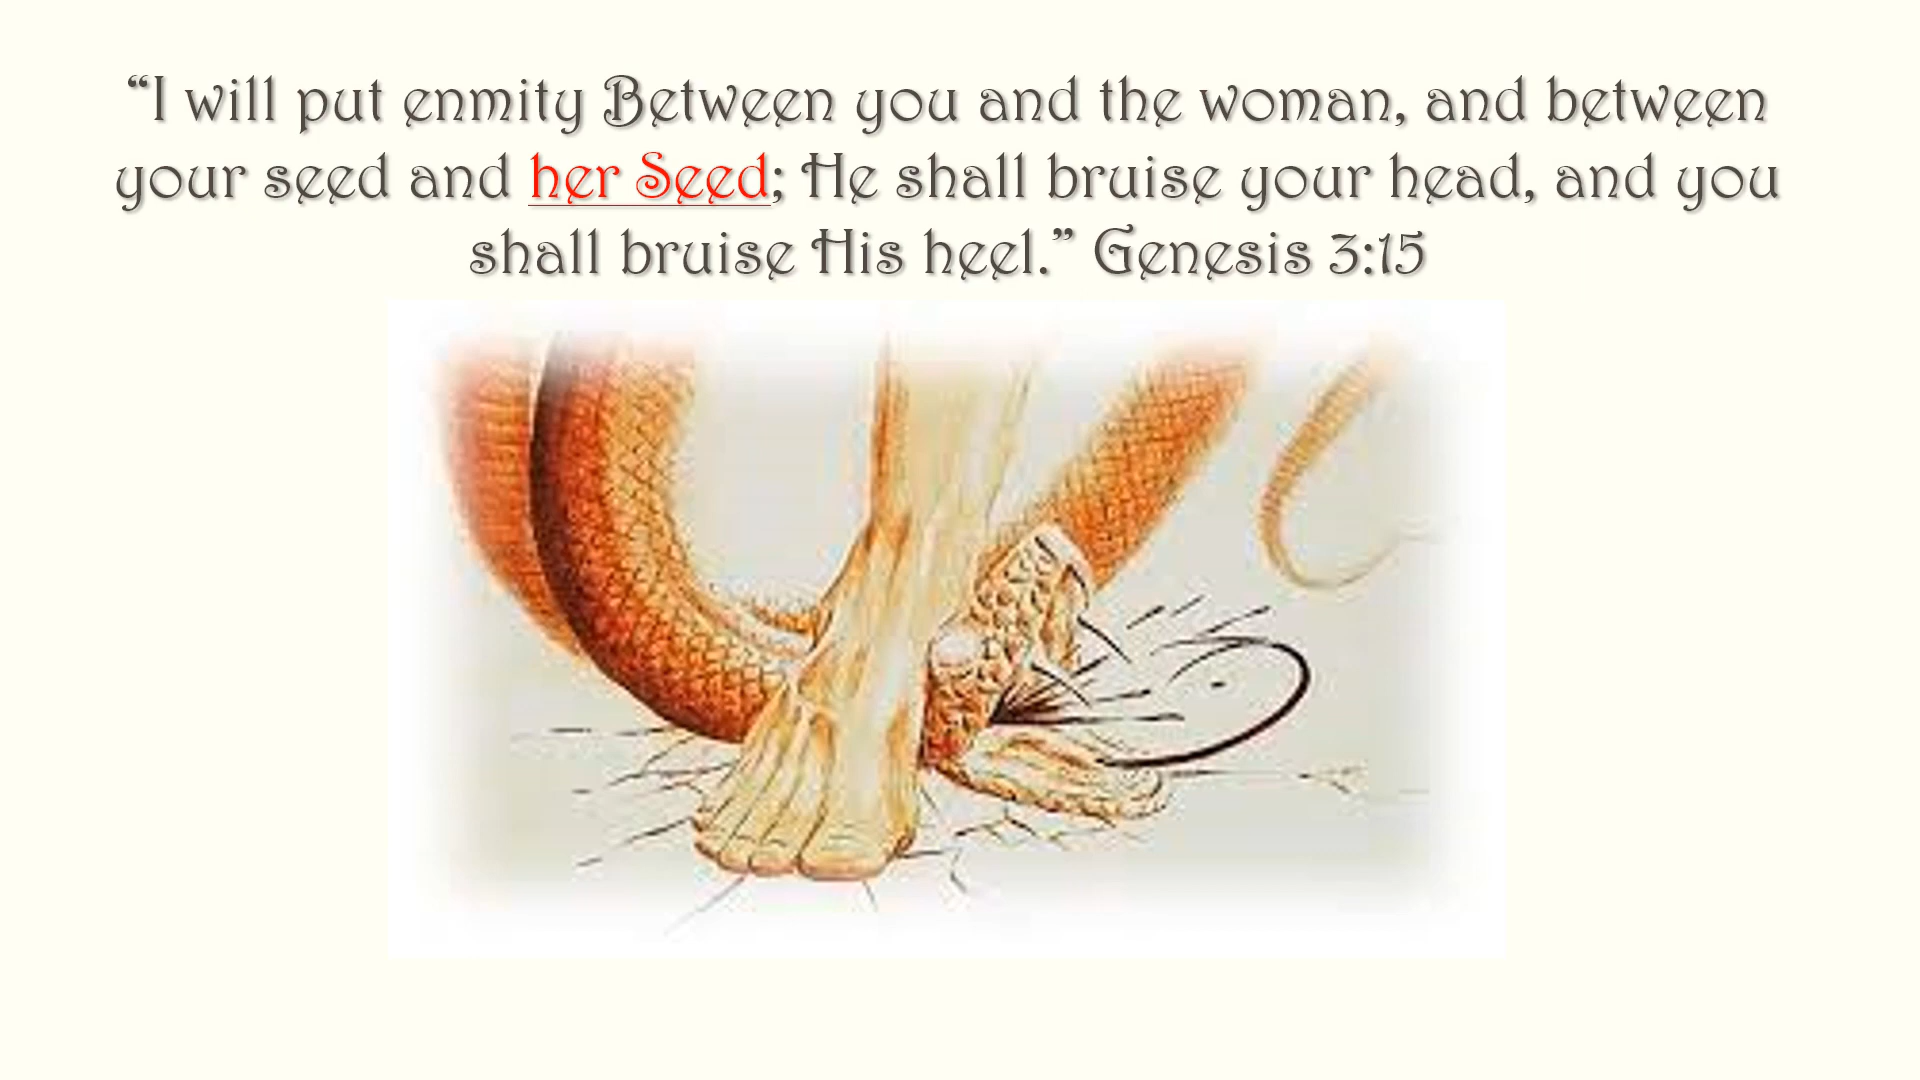 “I will put enmity Between you and the woman, and between
your seed and her Seed; He shall bruise your head, and you
shall bruise His heel.” Genesis 3:15